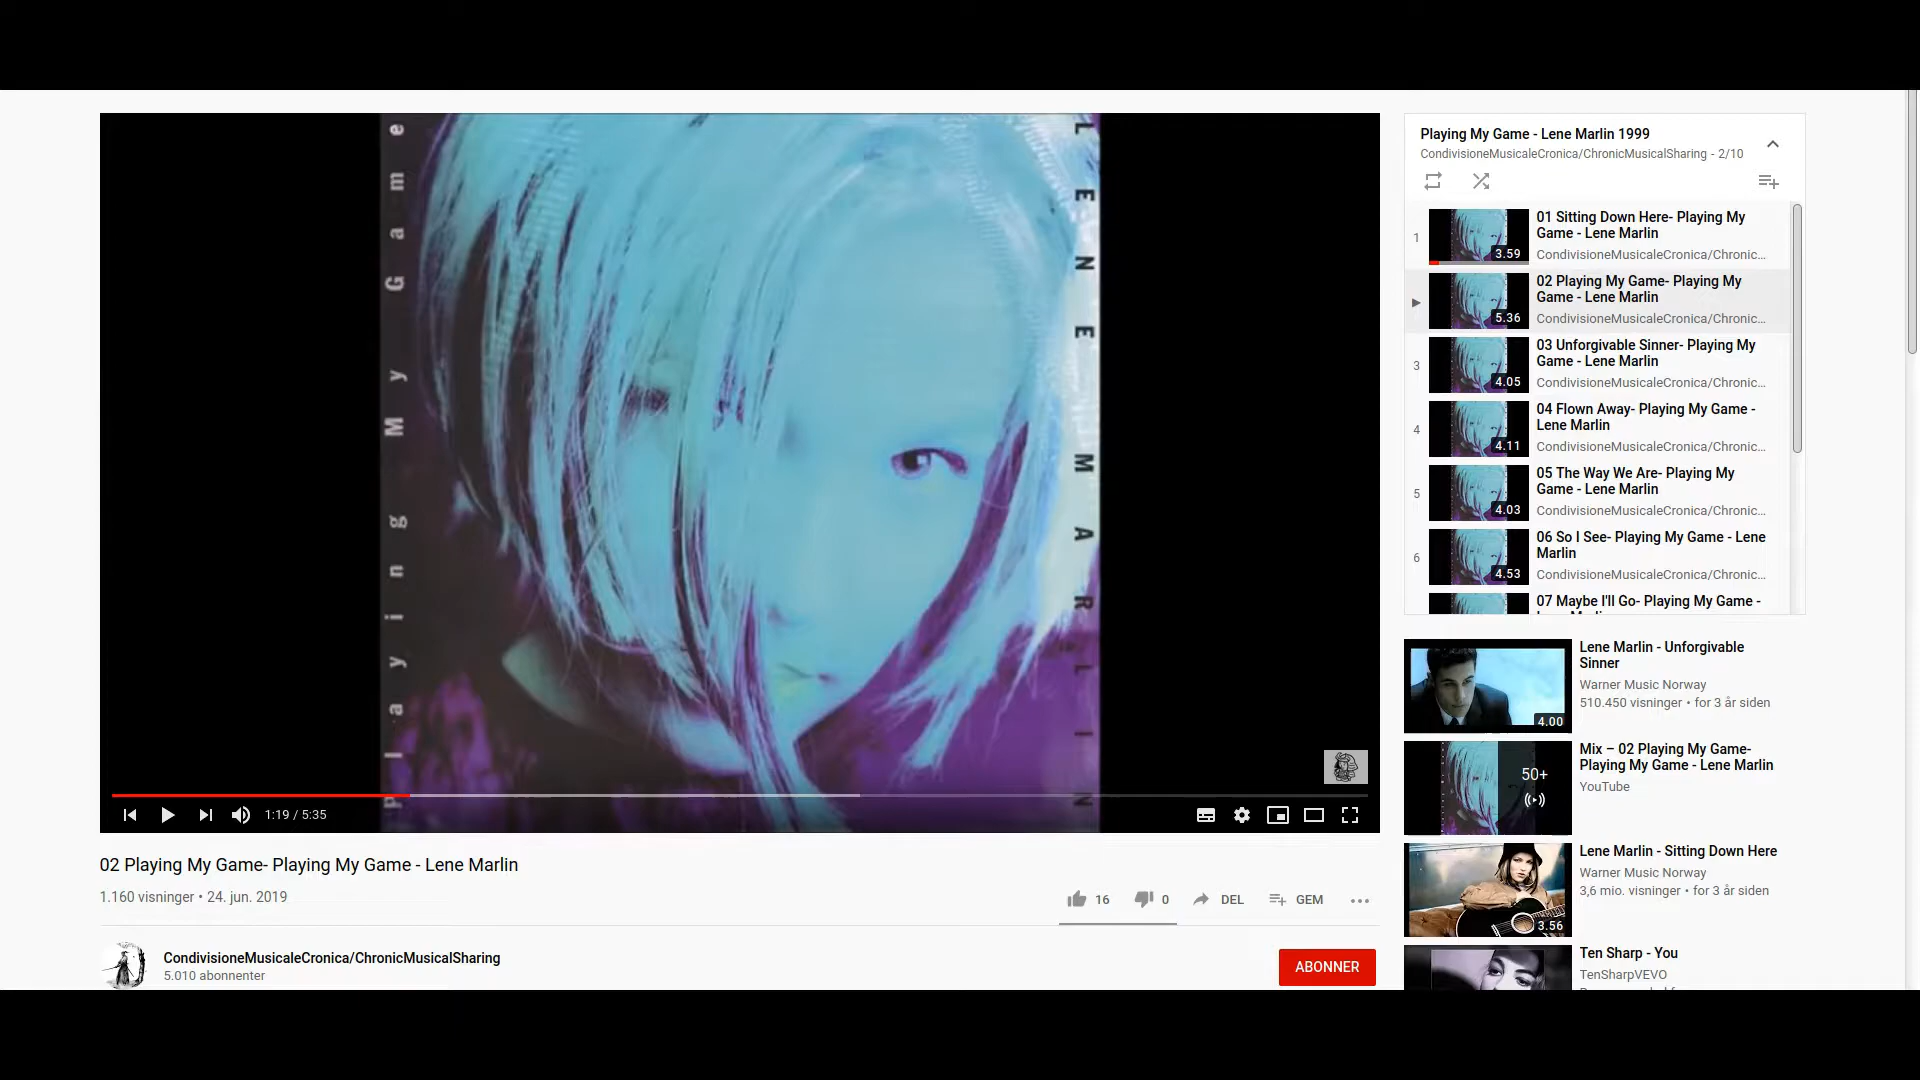 Playing My Game
LENE MARLIN
1:19 / 5:35
02 Playing My Game- Playing My Game - Lene Marlin
1.160 visninger • 24. jun. 2019
16
0
DEL
GEM
CondivisioneMusicaleCronica/ChronicMusicalSharing
5.010 abonnenter
ABONNER
Playing My Game - Lene Marlin 1999
CondivisioneMusicaleCronica/ChronicMusicalSharing - 2/10
1
3.59
01 Sitting Down Here- Playing My
Game - Lene Marlin
CondivisioneMusicaleCronica/Chronic...
5.36
02 Playing My Game- Playing My
Game - Lene Marlin
CondivisioneMusicaleCronica/Chronic...
3
4.05
03 Unforgivable Sinner- Playing My
Game - Lene Marlin
CondivisioneMusicaleCronica/Chronic...
4
4.11
04 Flown Away- Playing My Game -
Lene Marlin
CondivisioneMusicaleCronica/Chronic...
5
4.03
05 The Way We Are- Playing My
Game - Lene Marlin
CondivisioneMusicaleCronica/Chronic...
6
4.53
06 So I See- Playing My Game - Lene
Marlin
CondivisioneMusicaleCronica/Chronic...
07 Maybe I'll Go- Playing My Game -
4.00
Lene Marlin - Unforgivable
Sinner
Warner Music Norway
510.450 visninger • for 3 år siden
50+
Mix – 02 Playing My Game-
Playing My Game - Lene Marlin
YouTube
3.56
Lene Marlin - Sitting Down Here
Warner Music Norway
3,6 mio. visninger • for 3 år siden
Ten Sharp - You
TenSharpVEVO